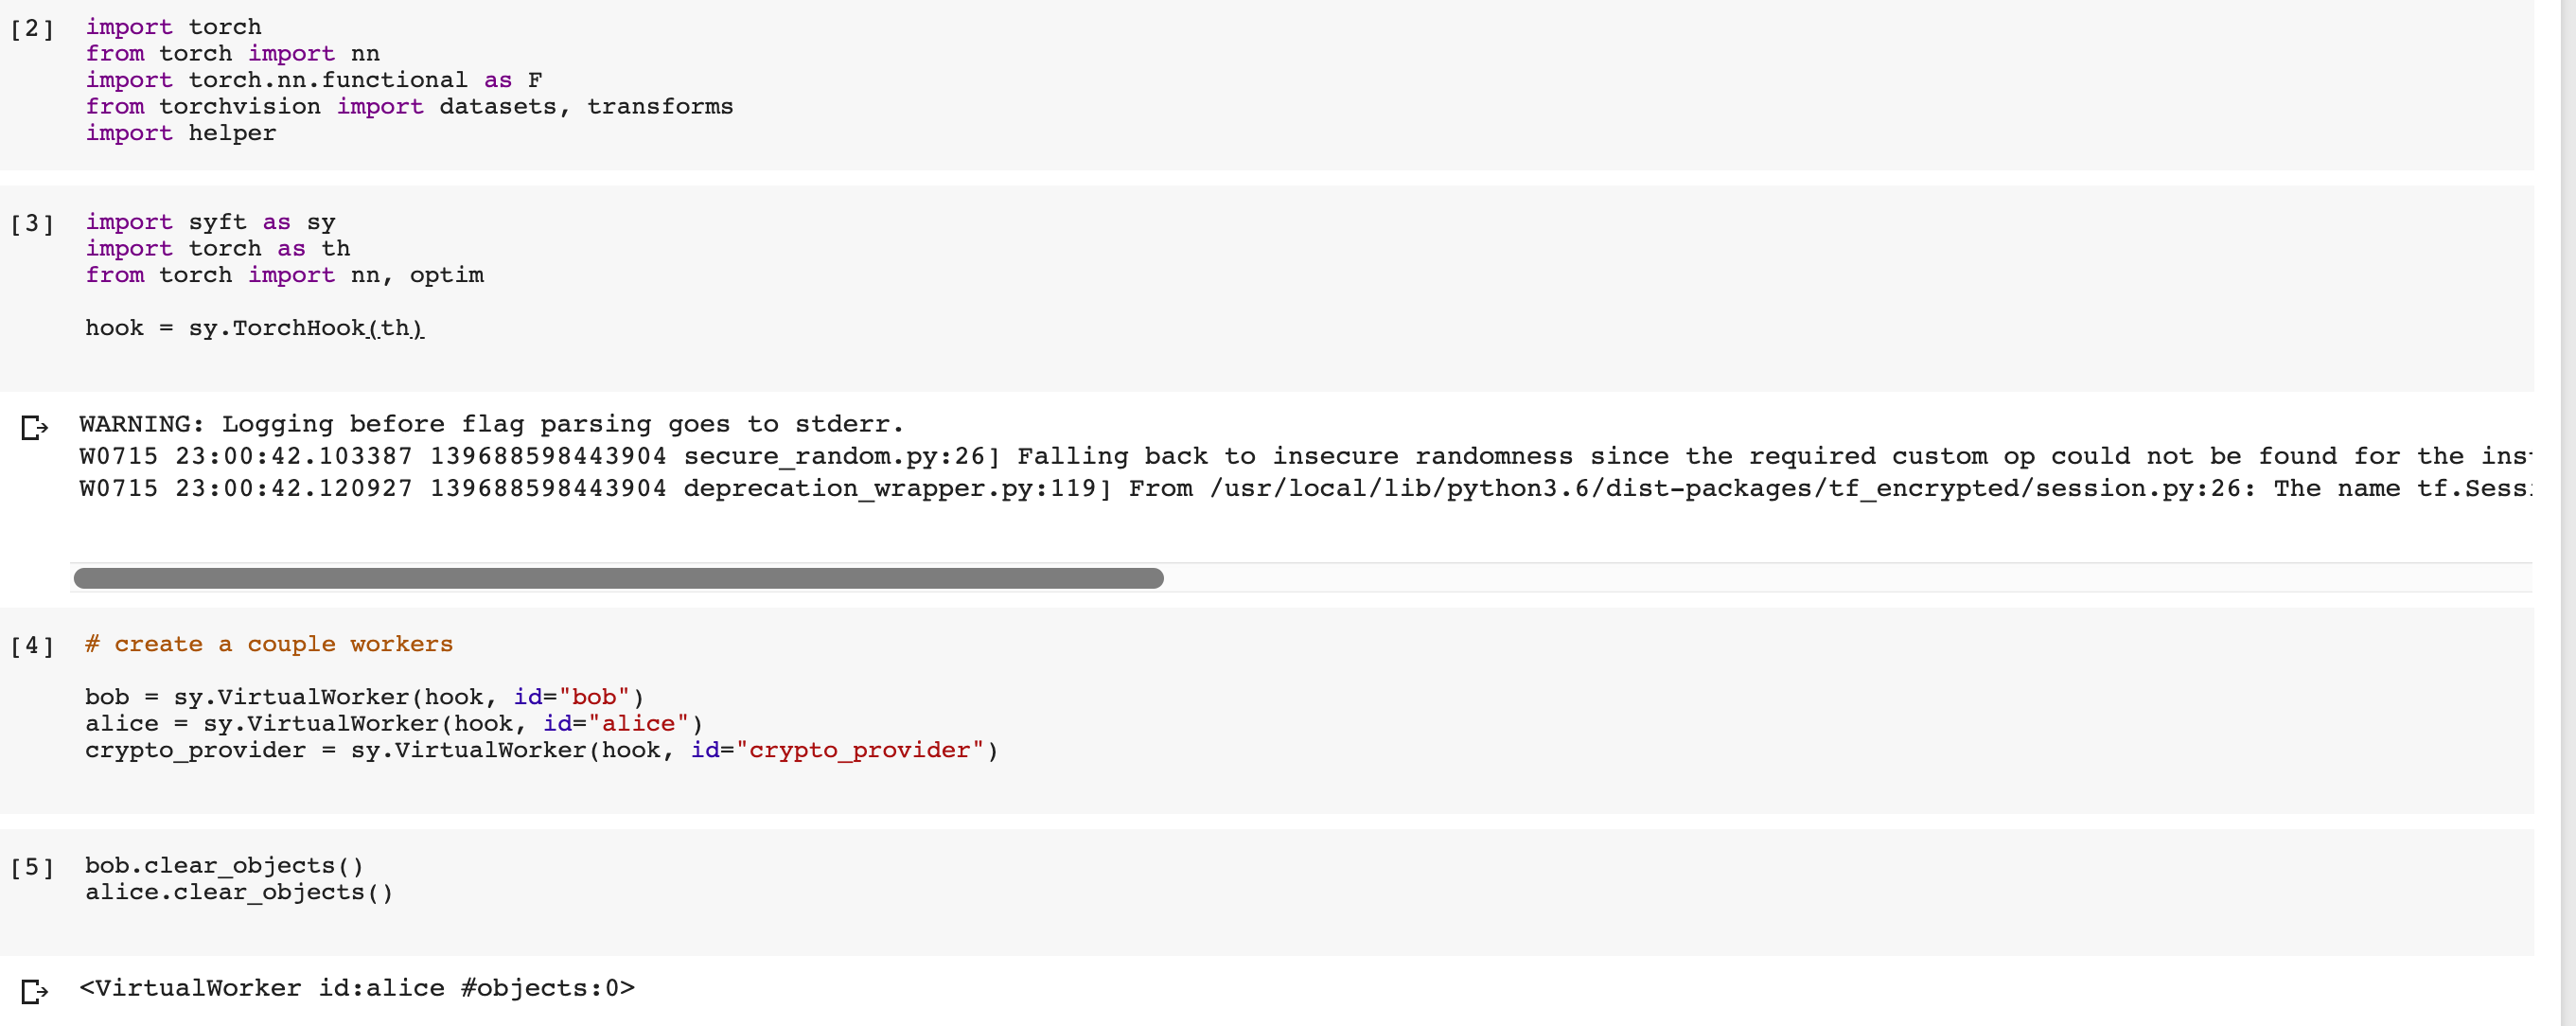 [2] import torch
from torch import nn
import torch.nn.functional as F
from torchvision import datasets, transforms
import helper
[3] import syft as sy
import torch as th
from torch import nn, optim
hook = sy.TorchHook(th)
WARNING: Logging before flag parsing goes to stderr.
W0715 23:00:42.103387 139688598443904 secure_random.py:26] Falling back to insecure randomness since the required custom op could not be found for the
W0715 23:00:42.120927 139688598443904 deprecation_wrapper.py:119] From /usr/local/lib/python3.6/dist-packages/tf_encrypted/session.py:26: The name
[4] # create a couple workers
bob = sy.VirtualWorker(hook, id="bob")
alice = sy.VirtualWorker(hook, id="alice")
crypto_provider = sy.VirtualWorker(hook, id="crypto_provider")
[5] bob.clear_objects()
alice.clear_objects()
<VirtualWorker id:alice #objects:0>